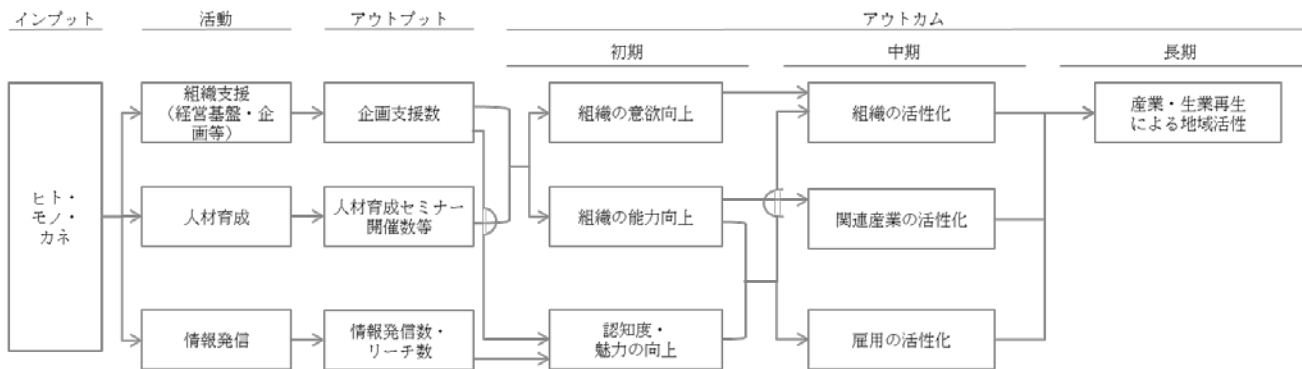 インプット
活動
アウトプット
アウトカム
初期
中期
長期
ヒト・
モノ・
カネ
組織支援
（経営基盤・企
画等）
企画支援数
組織の意欲向上
組織の活性化
産業・生業再生
による地域活性
人材育成
人材育成セミナー
開催数等
組織の能力向上
関連産業の活性化
情報発信
情報発信数・
リーチ数
認知度・
魅力の向上
雇用の活性化